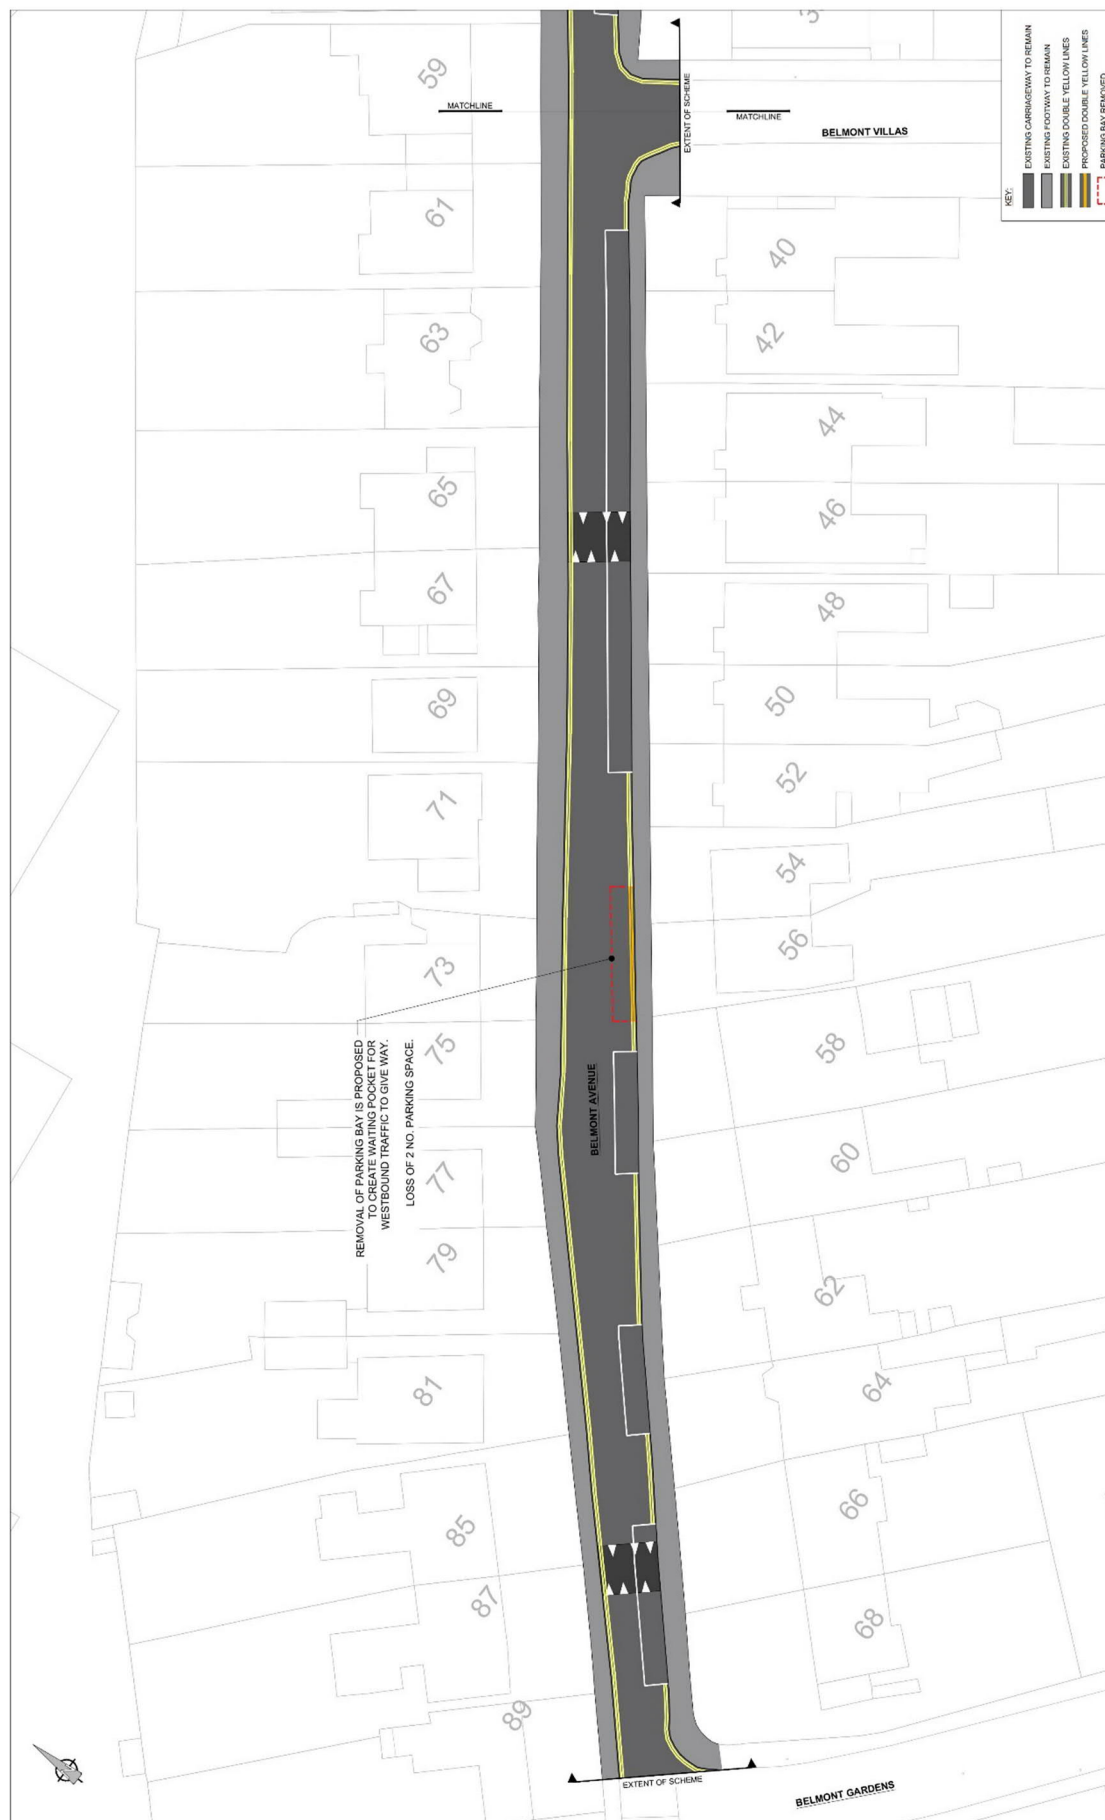 59
MATCHLINE
MATCHLINE
EXTENT OF SCHEME
BELMONT VILLAS
KEY:
EXISTING CARRIAGEWAY TO REMAIN
EXISTING FOOTWAY TO REMAIN
EXISTING DOUBLE YELLOW LINES
PROPOSED DOUBLE YELLOW LINES
PARKING BAY REMOVED
61
40
63
42
65
44
46
67
48
69
50
71
52
54
73
56
REMOVAL OF PARKING BAY IS PROPOSED
TO CREATE WAITING POCKET FOR
WESTBOUND TRAFFIC TO GIVE WAY.
LOSS OF 2 NO. PARKING SPACE.
75
58
BELMONT AVENUE
77
60
79
62
81
64
85
66
87
68
89
EXTENT OF SCHEME
BELMONT GARDENS